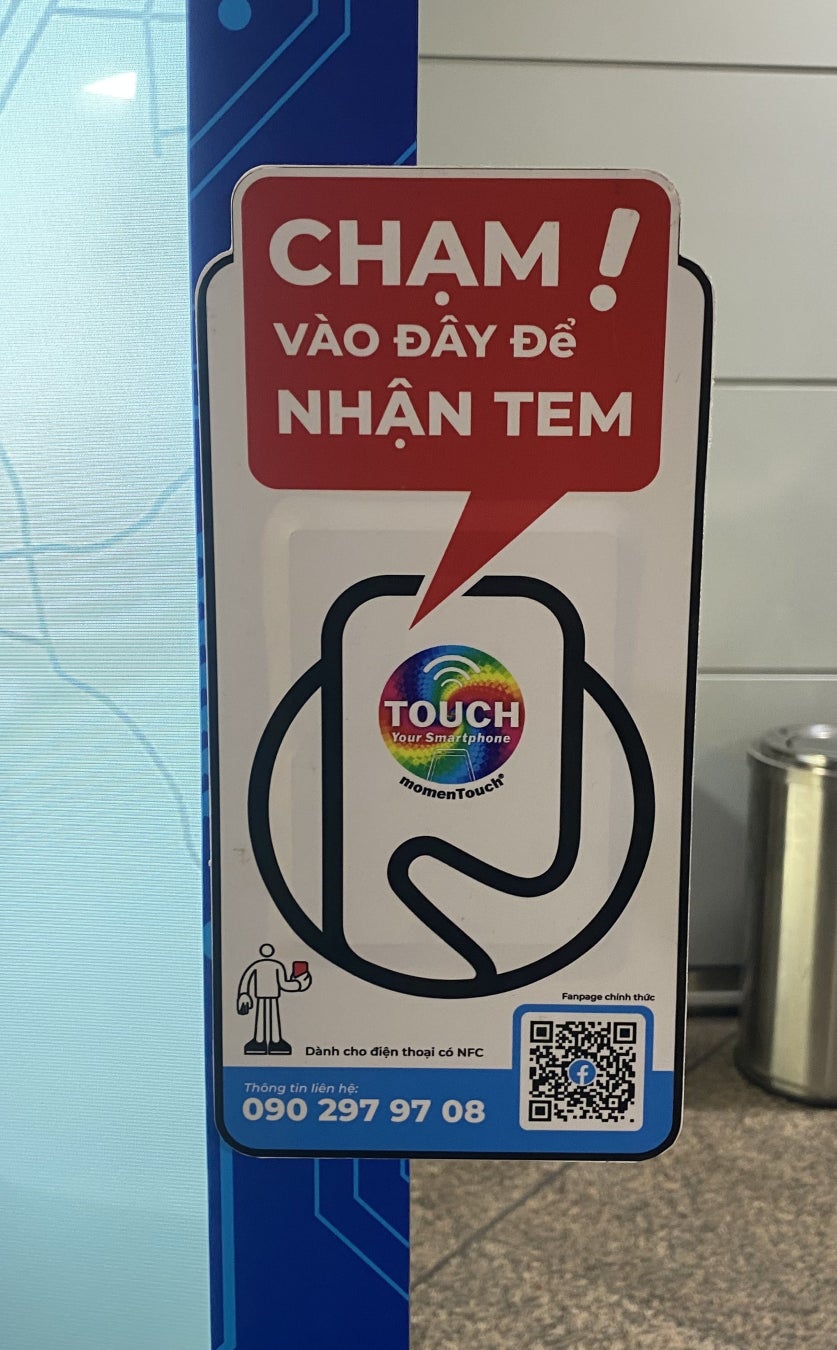 CHẠM !
VÀO ĐÂY Để
NHẬN TEM
TOUCH
Your Smartphone
momenTouch®
Fanpage chính thức
Dành cho điện thoại có NFC
Thông tin liên hệ:
090 297 97 08